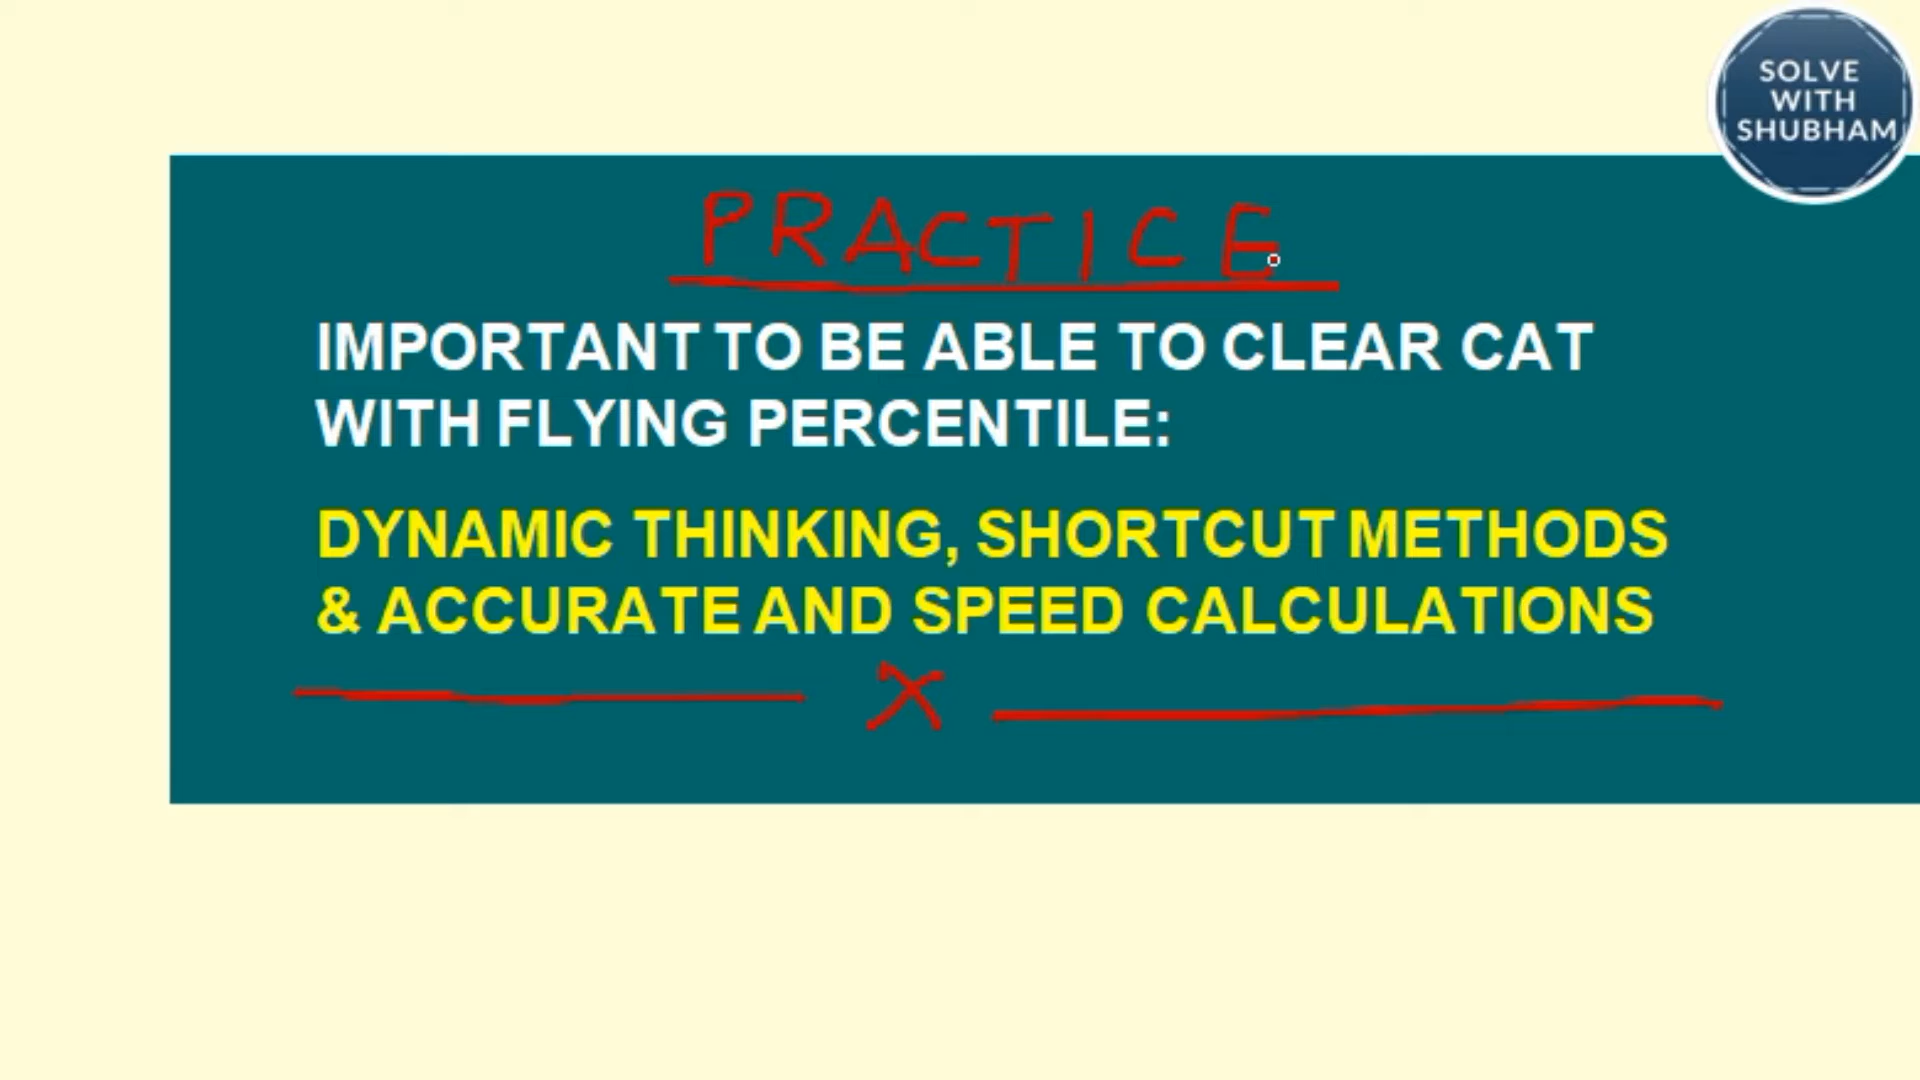 SOLVE
WITH
SHUBHAM
PRACTICE
IMPORTANT TO BE ABLE TO CLEAR CAT
WITH FLYING PERCENTILE:
DYNAMIC THINKING, SHORTCUT METHODS
& ACCURATE AND SPEED CALCULATIONS
X